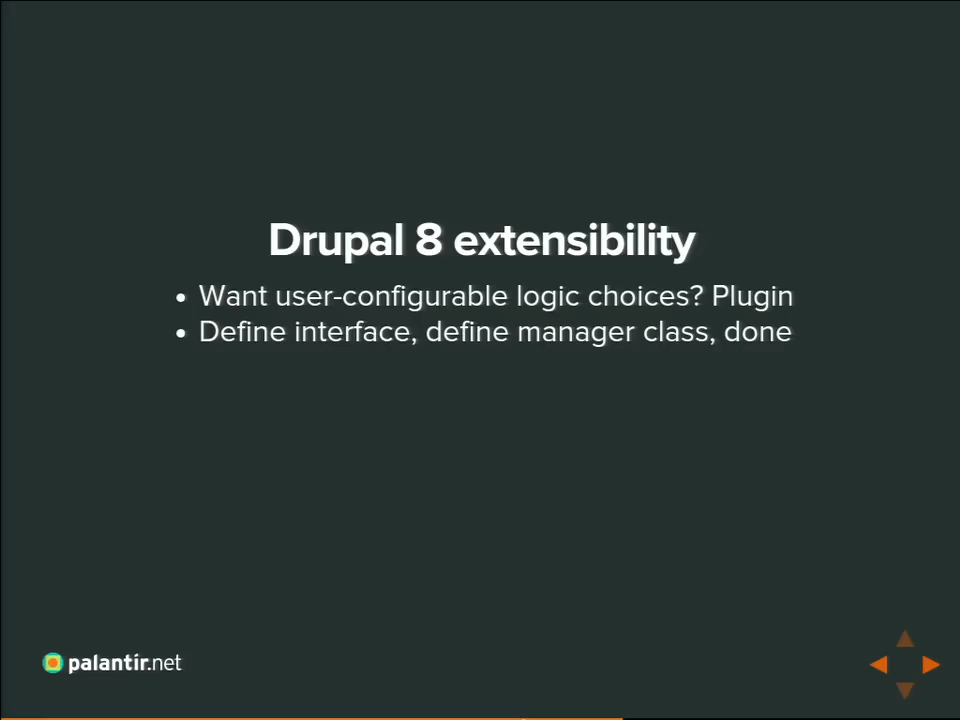 Drupal 8 extensibility
• Want user-configurable logic choices? Plugin
• Define interface, define manager class, done
palantir.net